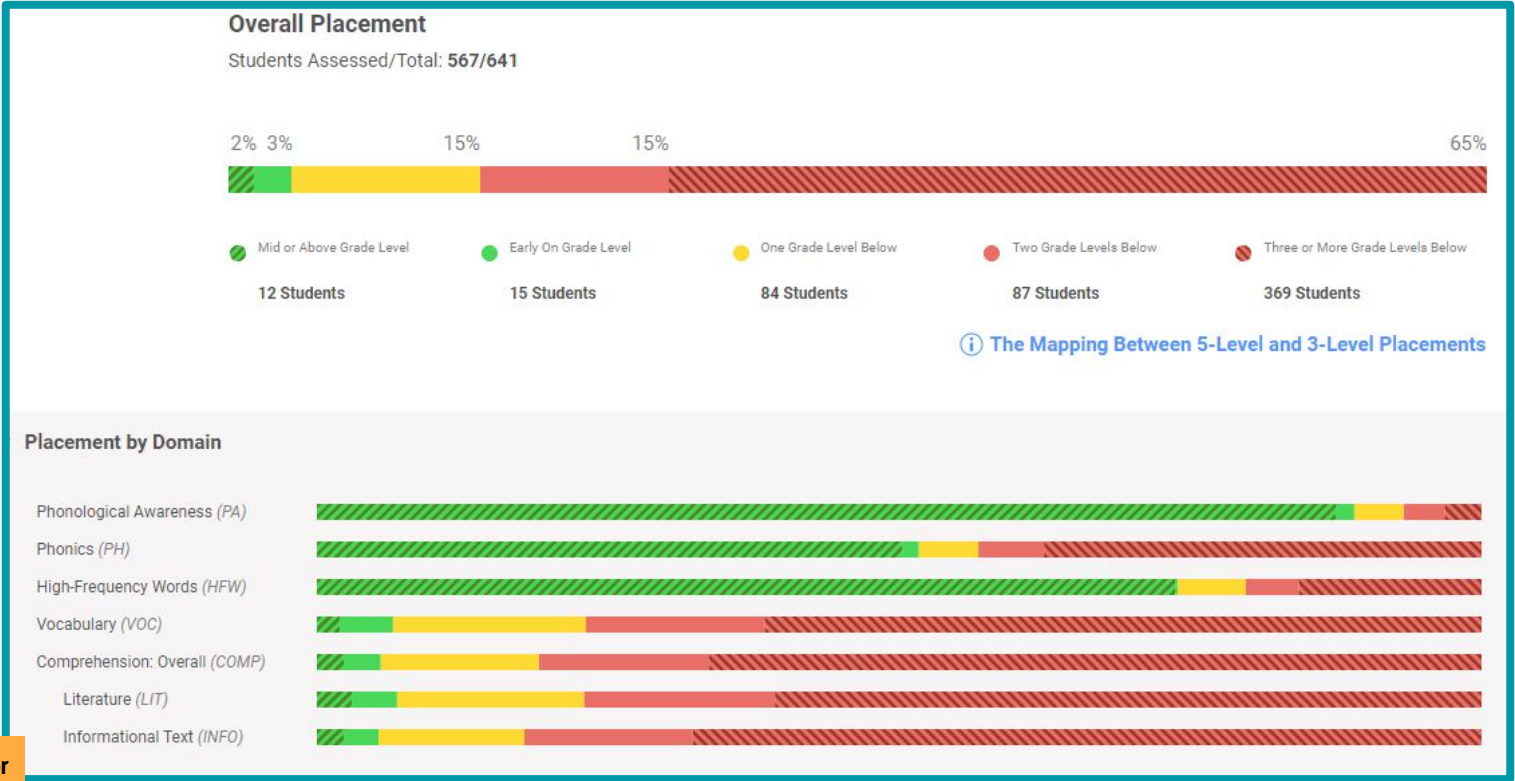 Overall Placement
Students Assessed/Total: 567/641
2% 3% 15% 15% 65%
Mid or Above Grade Level Early On Grade Level One Grade Level Below Two Grade Levels Below Three or More Grade Levels Below
12 Students 15 Students 84 Students 87 Students 369 Students
The Mapping Between 5-Level and 3-Level Placements
Placement by Domain
Phonological Awareness (PA)
Phonics (PH)
High-Frequency Words (HFW)
Vocabulary (VOC)
Comprehension: Overall (COMP)
Literature (LIT)
Informational Text (INFO)